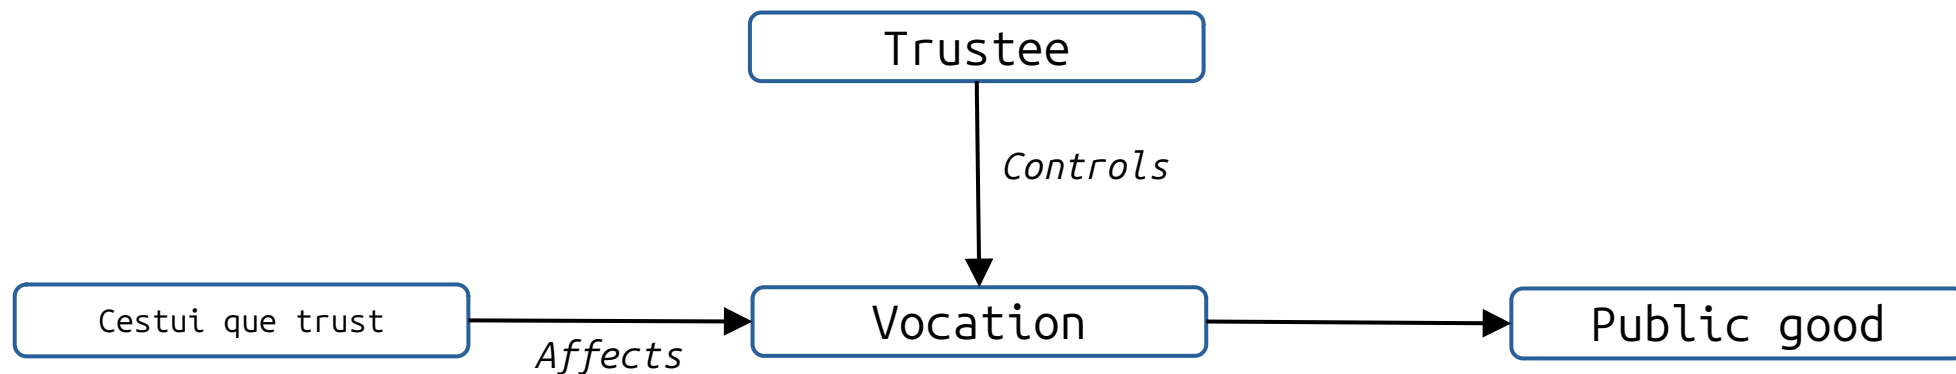 Trustee
Controls
Cestui que trust
Vocation
Public good
Affects